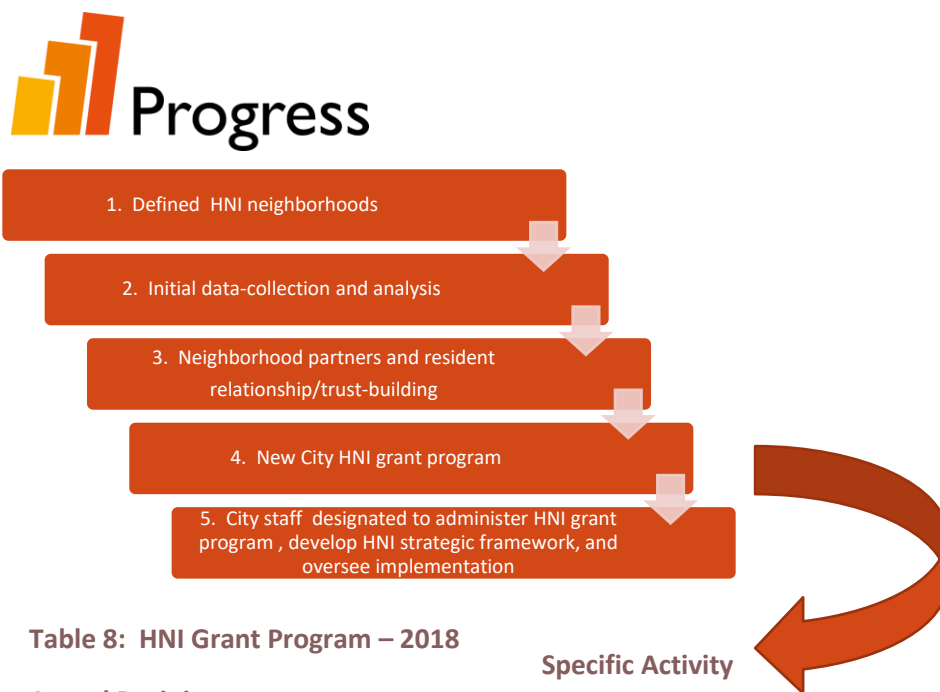 Progress
1. Defined HNI neighborhoods
2. Initial data-collection and analysis
3. Neighborhood partners and resident
relationship/trust-building
4. New City HNI grant program
5. City staff designated to administer HNI grant
program , develop HNI strategic framework, and
oversee implementation
Table 8: HNI Grant Program – 2018
Specific Activity